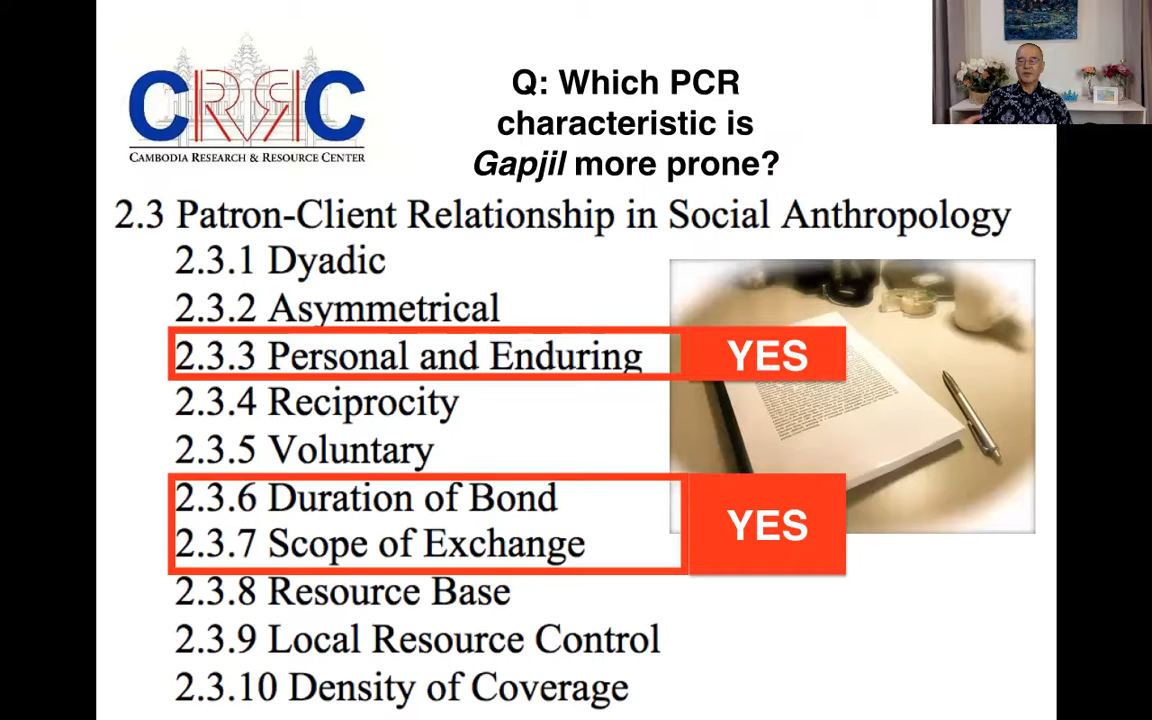 CRRC
CAMBODIA RESEARCH & RESOURCE CENTER
Q: Which PCR
characteristic is
Gapjil more prone?
2.3 Patron-Client Relationship in Social Anthropology
2.3.1 Dyadic
2.3.2 Asymmetrical
2.3.3 Personal and Enduring
YES
2.3.4 Reciprocity
2.3.5 Voluntary
2.3.6 Duration of Bond
2.3.7 Scope of Exchange
YES
2.3.8 Resource Base
2.3.9 Local Resource Control
2.3.10 Density of Coverage